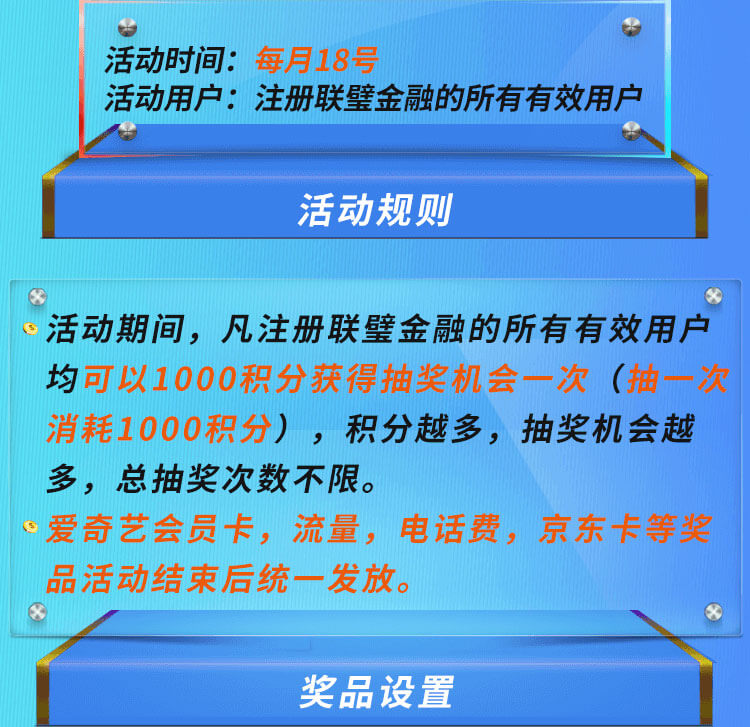 活动时间：每月18号
活动用户：注册联璧金融的所有有效用户
活动规则
活动期间，凡注册联璧金融的所有有效用户
均可以1000积分获得抽奖机会一次（抽一次
消耗1000积分），积分越多，抽奖机会越
多，总抽奖次数不限。
爱奇艺会员卡，流量，电话费，京东卡等奖
品活动结束后统一发放。
奖品设置